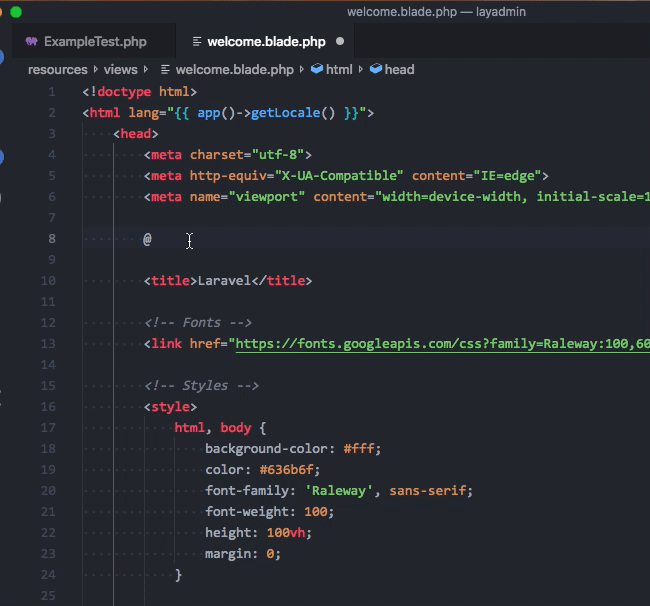 welcome.blade.php — layadmin
ExampleTest.php welcome.blade.php
resources › views › welcome.blade.php › html › head
1 <!doctype html>
2 <html lang="{{ app()->getLocale() }}">
3 <head>
4 <meta charset="utf-8">
5 <meta http-equiv="X-UA-Compatible" content="IE=edge">
6 <meta name="viewport" content="width=device-width, initial-scale=1
7
8 @
9
10 <title>Laravel</title>
11
12 <!-- Fonts -->
13 <link href="https://fonts.googleapis.com/css?family=Raleway:100,60
14
15 <!-- Styles -->
16 <style>
17 html, body {
18 background-color: #fff;
19 color: #636b6f;
20 font-family: 'Raleway', sans-serif;
21 font-weight: 100;
22 height: 100vh;
23 margin: 0;
24 }
25